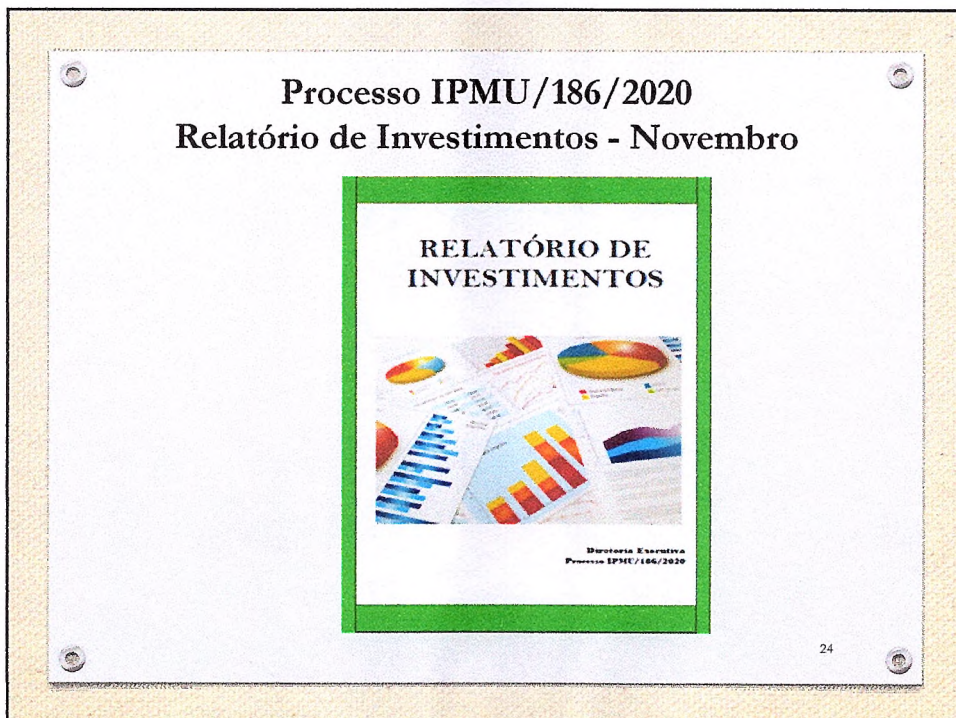 Processo IPMU/186/2020
Relatório de Investimentos - Novembro
RELATÓRIO DE
INVESTIMENTOS
Diretoria Executiva
Processo IPMU/186/2020
24